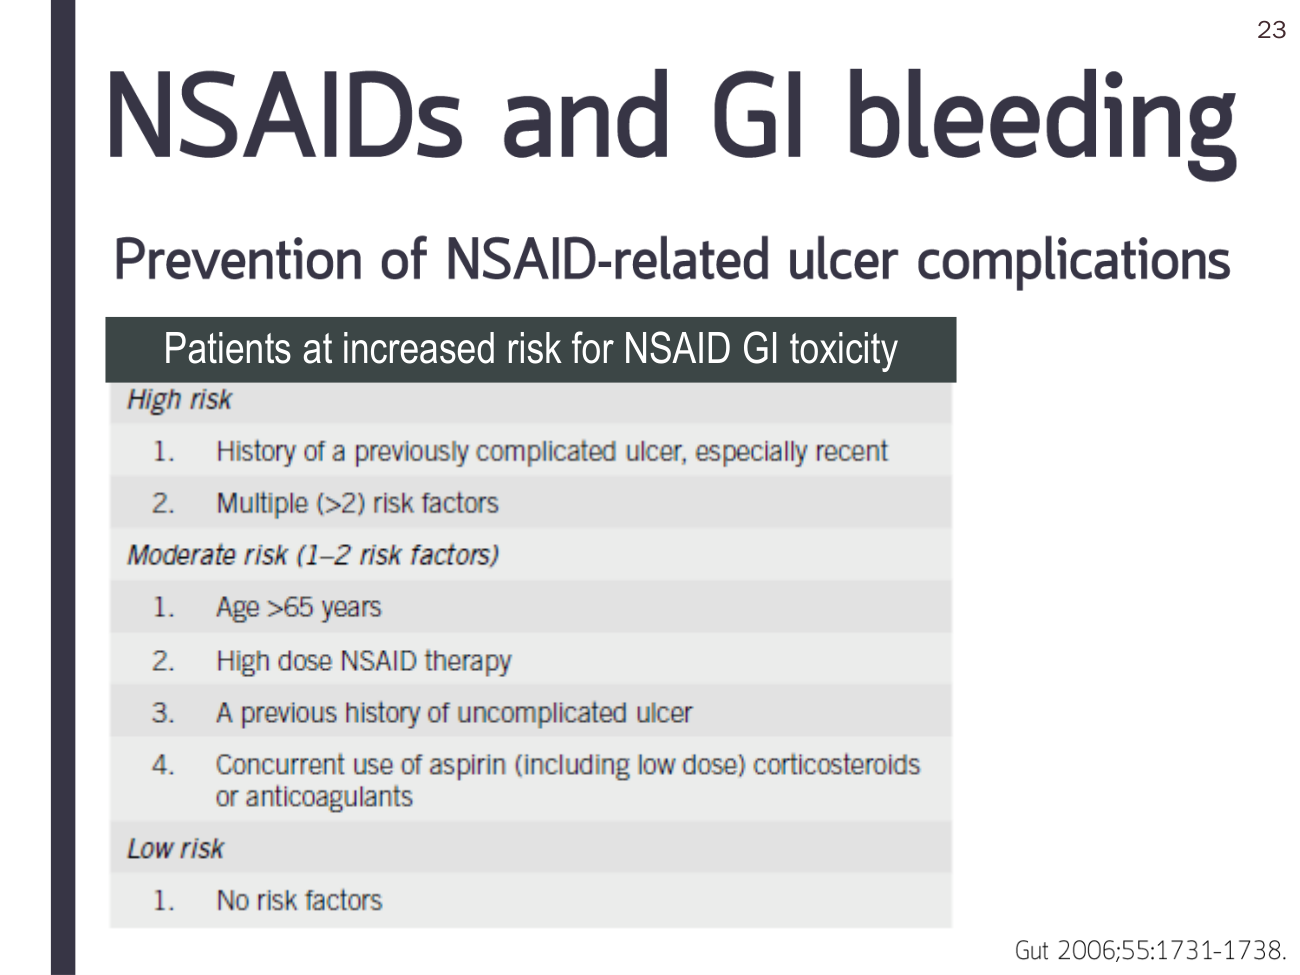 23
NSAIDs and GI bleeding
Prevention of NSAID-related ulcer complications
Patients at increased risk for NSAID GI toxicity
High risk
1. History of a previously complicated ulcer, especially recent
2. Multiple (>2) risk factors
Moderate risk (1–2 risk factors)
1. Age >65 years
2. High dose NSAID therapy
3. A previous history of uncomplicated ulcer
4. Concurrent use of aspirin (including low dose) corticosteroids
or anticoagulants
Low risk
1. No risk factors
Gut 2006;55:1731-1738.